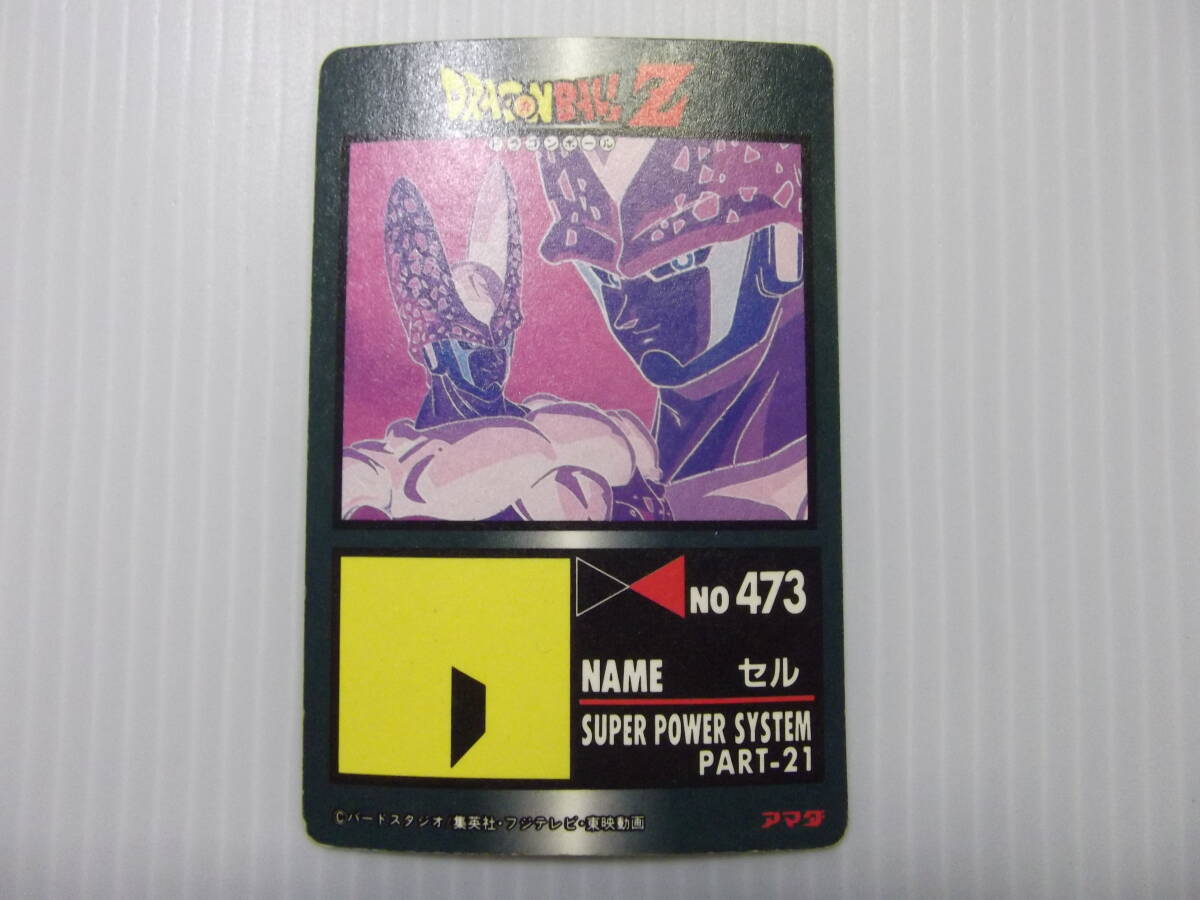 DRAGON BALL Z
ドラゴンボール
NO 473
NAME セル
SUPER POWER SYSTEM
PART-21
©バードスタジオ/集英社・フジテレビ・東映動画
アマダ